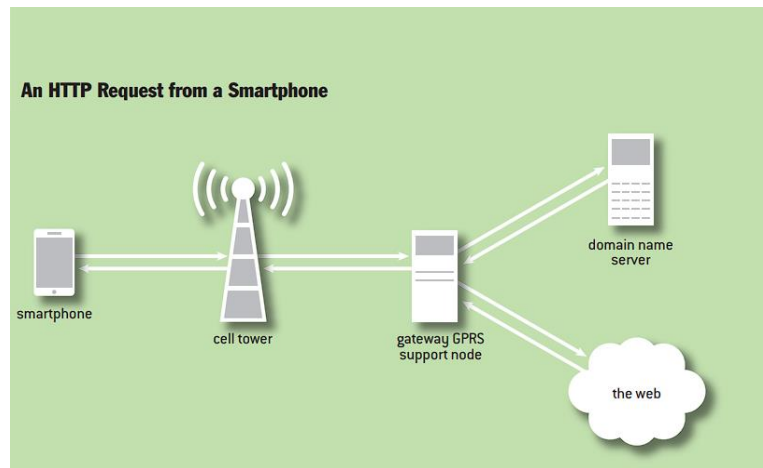 An HTTP Request from a Smartphone
domain name
server
smartphone
cell tower
gateway GPRS
support node
the web